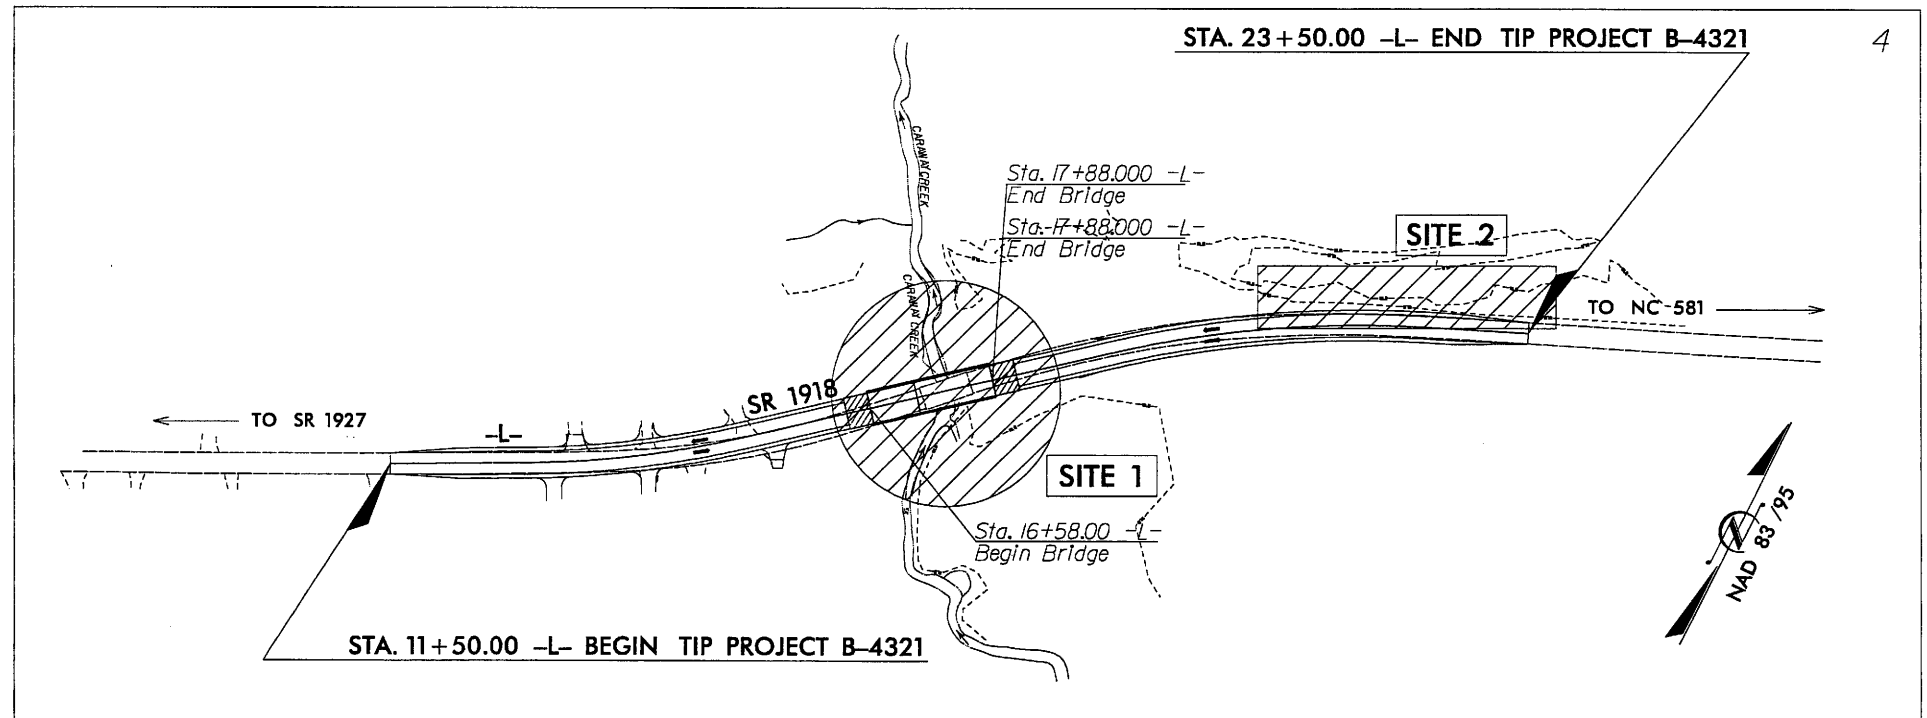 STA. 23+50.00 -L- END TIP PROJECT B-4321
4
CARAWAY CREEK
Sta. 17+88.000 -L-
End Bridge
Sta. 17+88.000 -L-
End Bridge
SITE 2
CARAWAY CREEK
TO NC 581
SR 1918
TO SR 1927
-L-
SITE 1
Sta. 16+58.00 -L-
Begin Bridge
NAD 83/95
STA. 11+50.00 -L- BEGIN TIP PROJECT B-4321